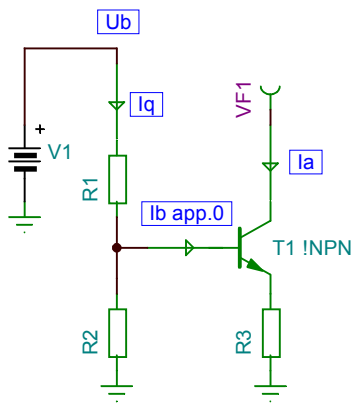 Ub
Iq
VF1
+
V1
Ia
R1
Ib app.0
T1 !NPN
R2
R3